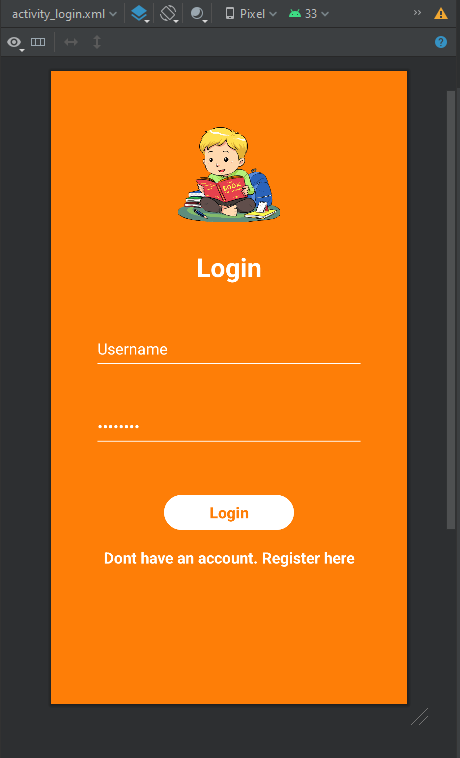 activity_login.xml Pixel 33
Login
Username
........
Login
Dont have an account. Register here